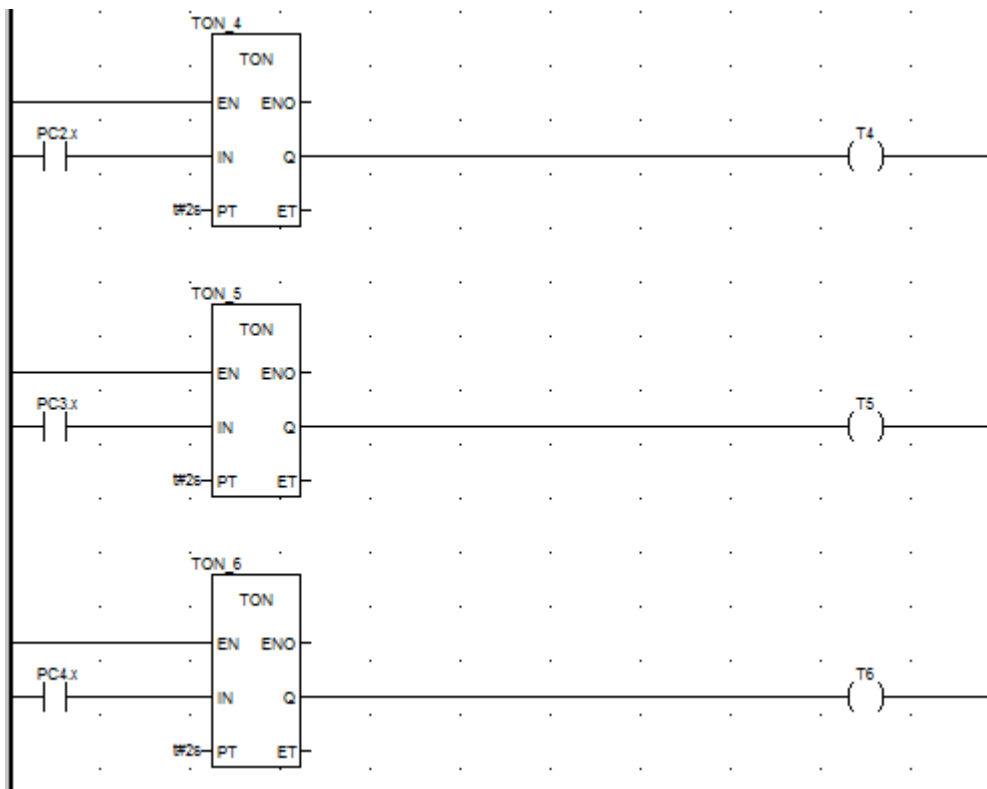 TON_4
TON
EN ENO
PC2.x
IN Q
T4
t#2s PT ET
TON_5
TON
EN ENO
PC3.x
IN Q
T5
t#2s PT ET
TON_6
TON
EN ENO
PC4.x
IN Q
T6
t#2s PT ET